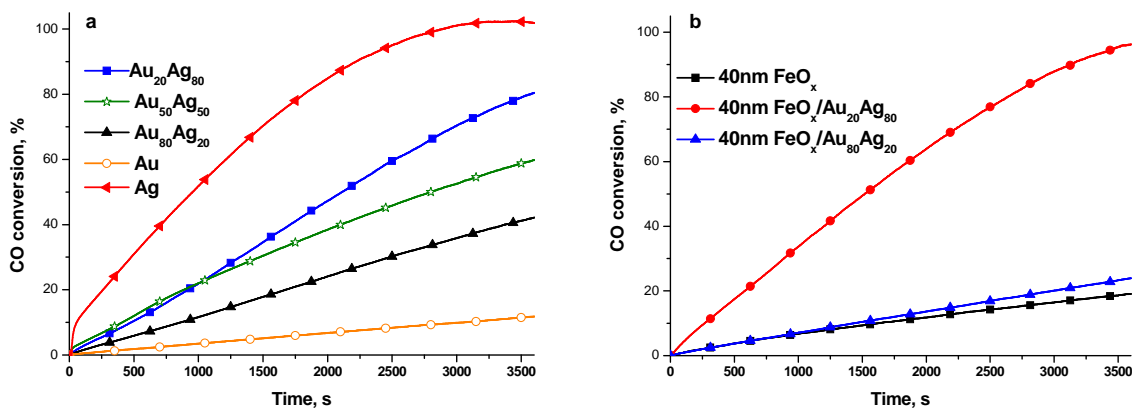 a
100
80
60
40
20
0
CO conversion, %
Au20Ag80
Au50Ag50
Au80Ag20
Au
Ag
0 500 1000 1500 2000 2500 3000 3500
Time, s
b
100
80
60
40
20
0
CO conversion, %
40nm FeOx
40nm FeOx/Au20Ag80
40nm FeOx/Au80Ag20
0 500 1000 1500 2000 2500 3000 3500
Time, s